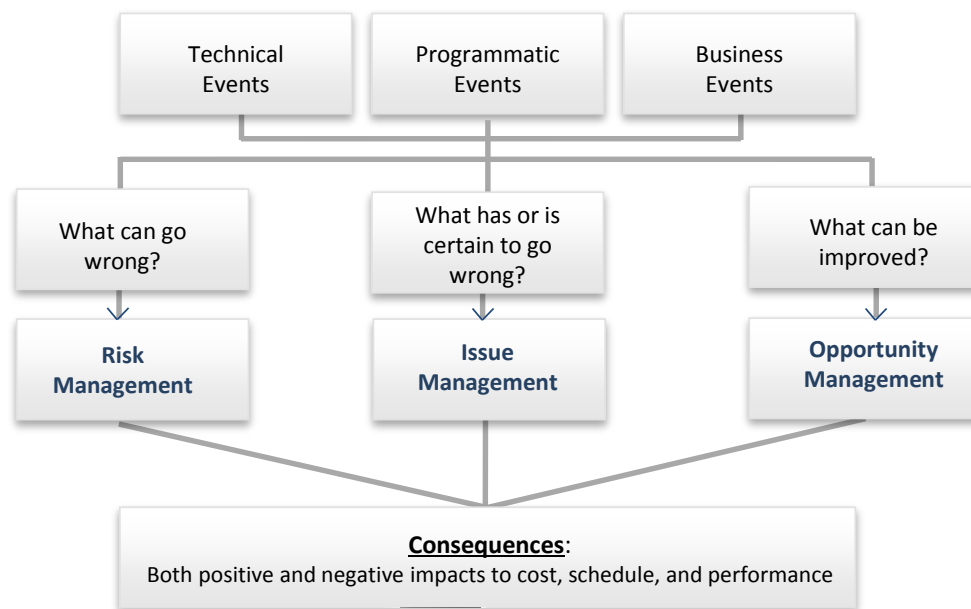 Technical
Events
Programmatic
Events
Business
Events
What can go
wrong?
What has or is
certain to go
wrong?
What can be
improved?
Risk
Management
Issue
Management
Opportunity
Management
Consequences:
Both positive and negative impacts to cost, schedule, and performance